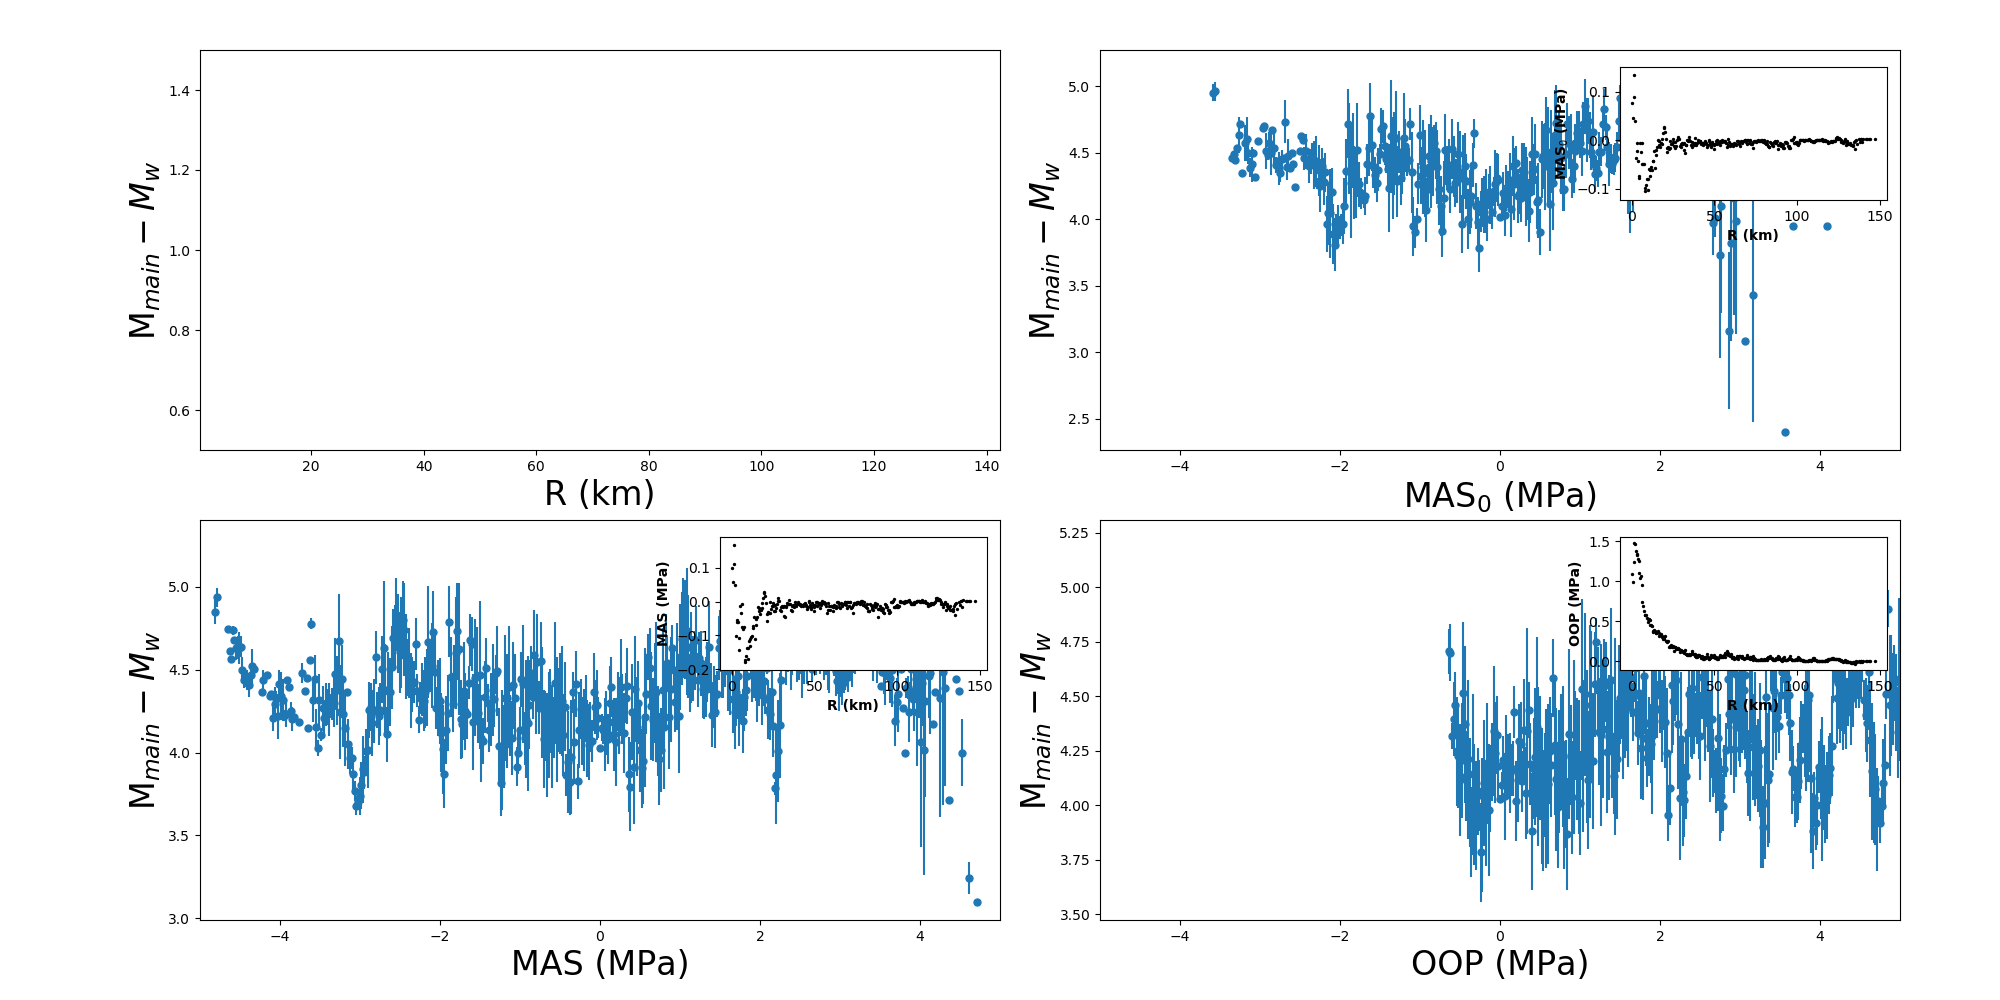 M_main − M_w
1.4
1.2
1.0
0.8
0.6
20 40 60 80 100 120 140
R (km)
M_main − M_w
5.0
4.5
4.0
3.5
3.0
2.5
−4 −2 0 2 4
MAS₀ (MPa)
MAS₀ (MPa)
0.1
0.0
−0.1
0 50 100 150
R (km)
M_main − M_w
5.0
4.5
4.0
3.5
3.0
−4 −2 0 2 4
MAS (MPa)
MAS (MPa)
0.1
0.0
−0.1
−0.2
0 50 100 150
R (km)
M_main − M_w
5.25
5.00
4.75
4.50
4.25
4.00
3.75
3.50
−4 −2 0 2 4
OOP (MPa)
OOP (MPa)
1.5
1.0
0.5
0.0
0 50 100 150
R (km)